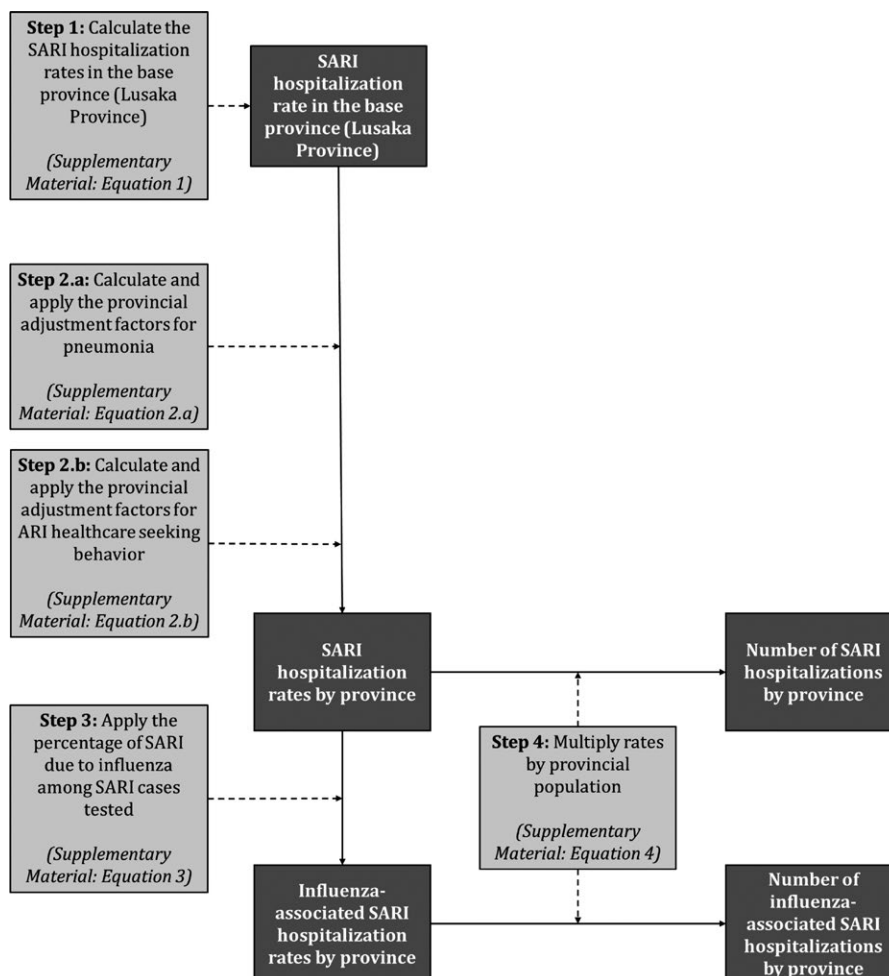 Step 1: Calculate the
SARI hospitalization
rates in the base
province (Lusaka
Province)
(Supplementary
Material: Equation 1)
SARI
hospitalization
rate in the base
province (Lusaka
Province)
Step 2.a: Calculate and
apply the provincial
adjustment factors for
pneumonia
(Supplementary
Material: Equation 2.a)
Step 2.b: Calculate and
apply the provincial
adjustment factors for
ARI healthcare seeking
behavior
(Supplementary
Material: Equation 2.b)
SARI
hospitalization
rates by province
Number of SARI
hospitalizations
by province
Step 3: Apply the
percentage of SARI
due to influenza
among SARI cases
tested
(Supplementary
Material: Equation 3)
Step 4: Multiply rates
by provincial
population
(Supplementary
Material: Equation 4)
Influenza-
associated SARI
hospitalization
rates by province
Number of
influenza-
associated SARI
hospitalizations
by province